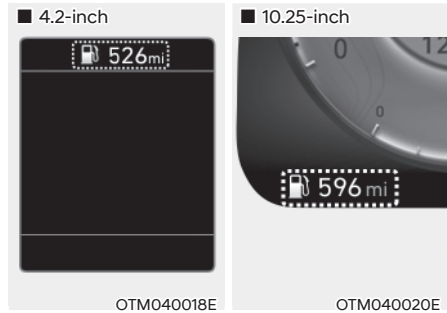 ■ 4.2-inch
526mi
OTM040018E
■ 10.25-inch
0
12
0
596 mi
OTM040020E